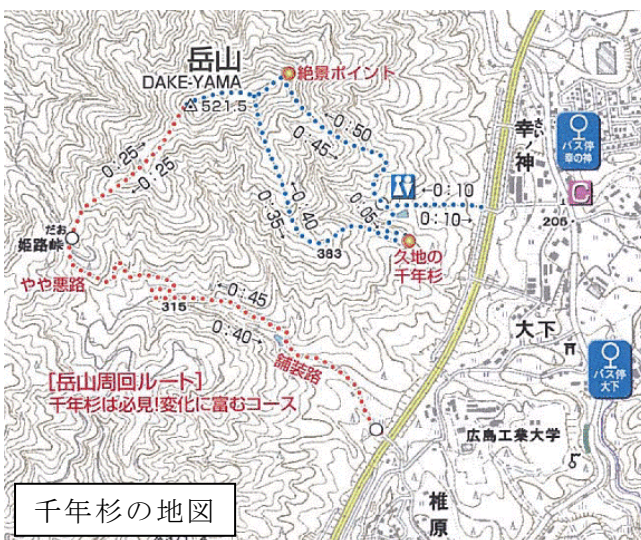 岳山
DAKE-YAMA
521.5
絶景ポイント
0:25→
←0:25
←0:50
0:45→
←0:10
0:10→
0:05
←0:40
0:35→
383
久地の
千年杉
さい
幸ノ神
バス停
幸の神
C
205
だお
姫路峠
やや悪路
315
←0:45
0:40→
舗装路
大下
バス停
大下
[岳山周回ルート]
千年杉は必見!変化に富むコース
広島工業大学
椎原
千年杉の地図